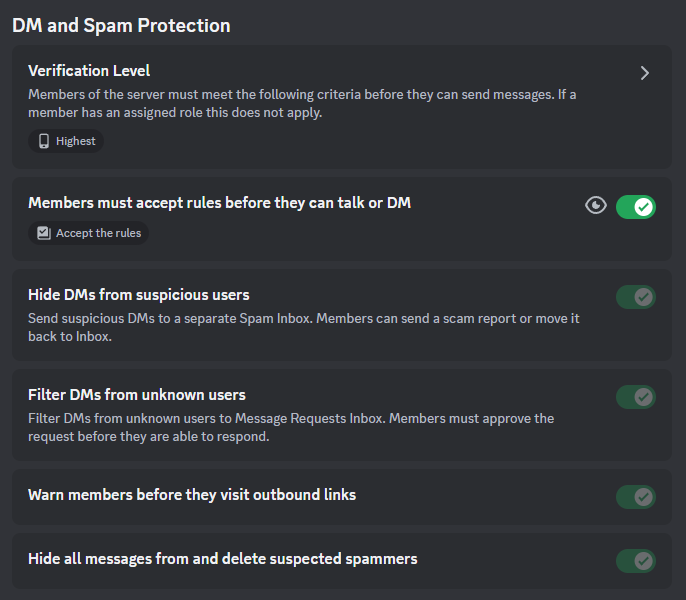 DM and Spam Protection
Verification Level
Members of the server must meet the following criteria before they can send messages. If a
member has an assigned role this does not apply.
Highest
Members must accept rules before they can talk or DM
Accept the rules
Hide DMs from suspicious users
Send suspicious DMs to a separate Spam Inbox. Members can send a scam report or move it
back to Inbox.
Filter DMs from unknown users
Filter DMs from unknown users to Message Requests Inbox. Members must approve the
request before they are able to respond.
Warn members before they visit outbound links
Hide all messages from and delete suspected spammers